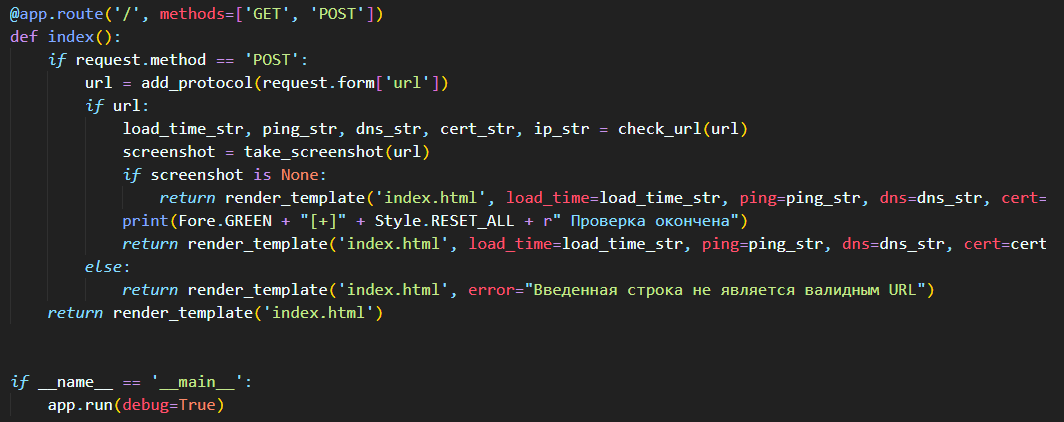 @app.route('/', methods=['GET', 'POST'])
def index():
    if request.method == 'POST':
        url = add_protocol(request.form['url'])
        if url:
            load_time_str, ping_str, dns_str, cert_str, ip_str = check_url(url)
            screenshot = take_screenshot(url)
            if screenshot is None:
                return render_template('index.html', load_time=load_time_str, ping=ping_str, dns=dns_str, cert=
            print(Fore.GREEN + "[+]" + Style.RESET_ALL + r" Проверка окончена")
            return render_template('index.html', load_time=load_time_str, ping=ping_str, dns=dns_str, cert=cert
        else:
            return render_template('index.html', error="Введенная строка не является валидным URL")
    return render_template('index.html')
if __name__ == '__main__':
    app.run(debug=True)